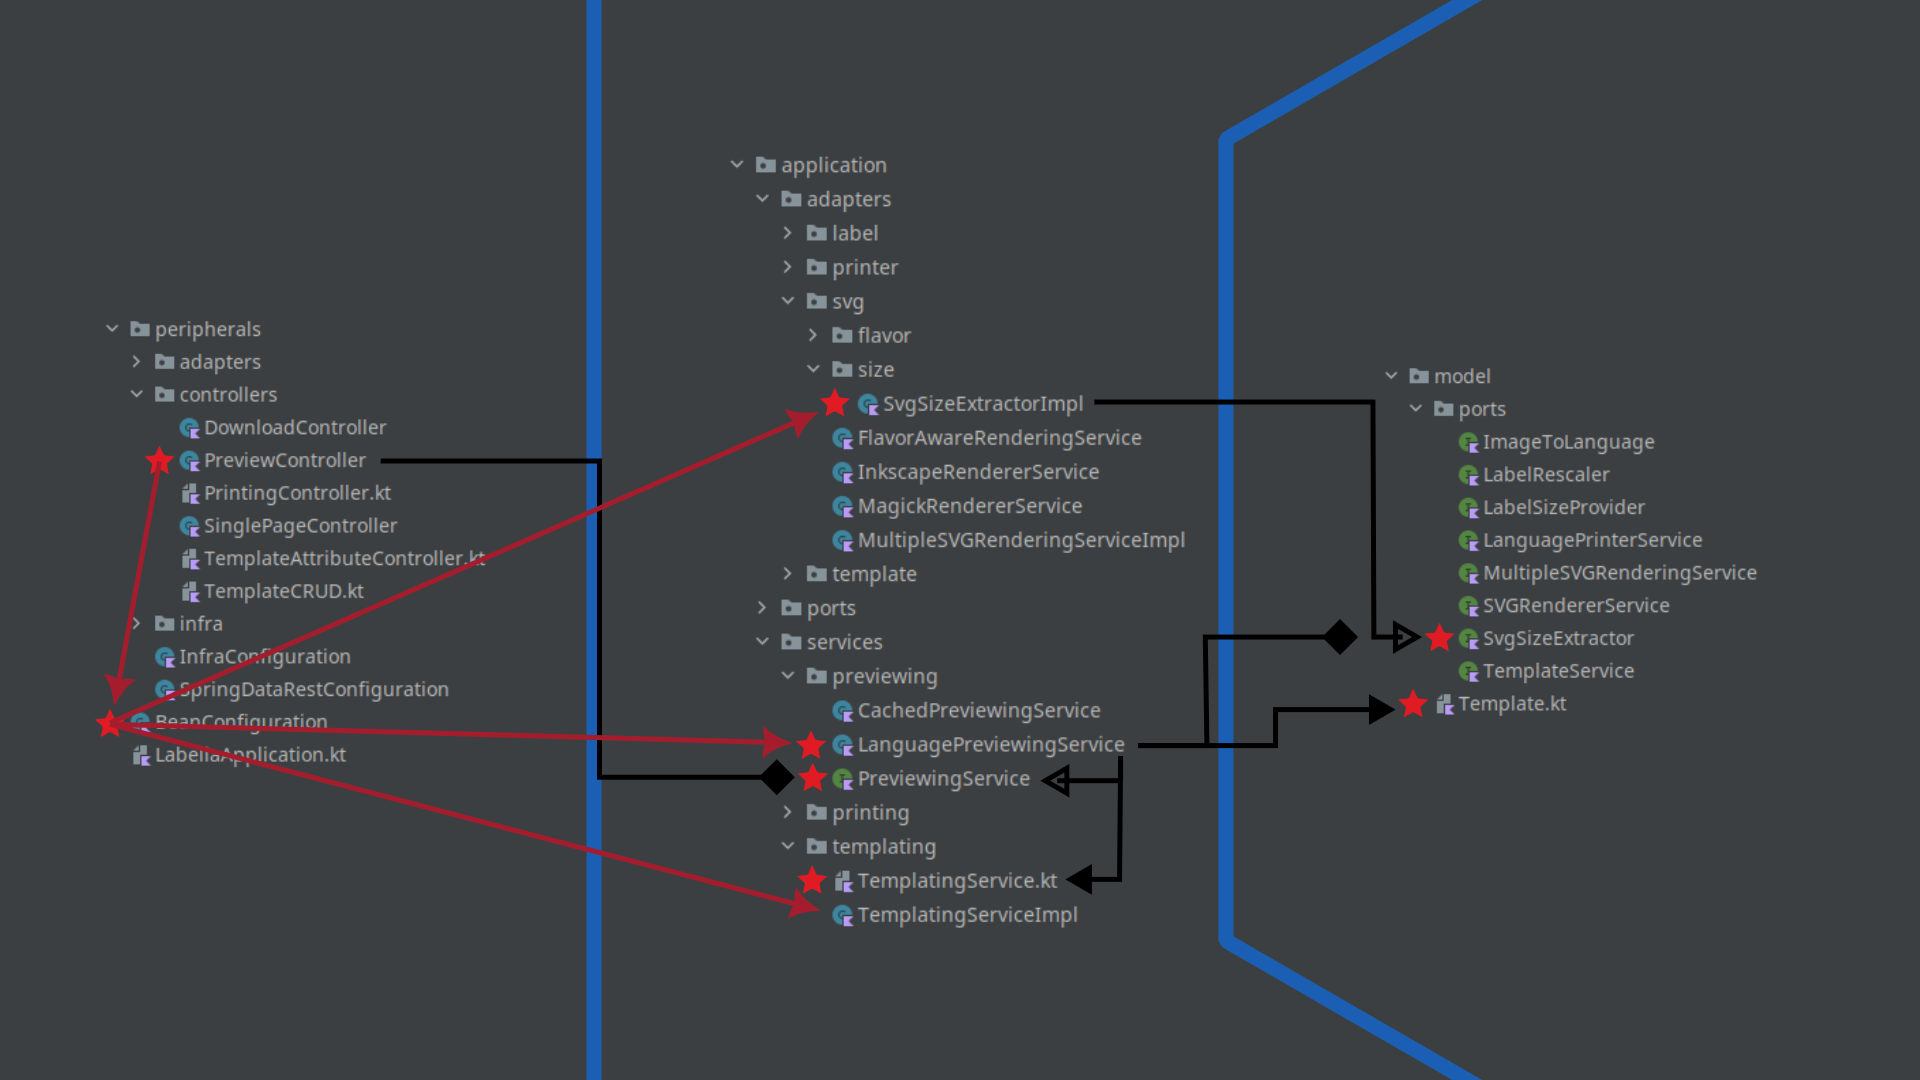 peripherals
adapters
controllers
DownloadController
PreviewController
PrintingController.kt
SinglePageController
TemplateAttributeController.kt
TemplateCRUD.kt
infra
InfraConfiguration
SpringDataRestConfiguration
BeanConfiguration
LabeliaApplication.kt
application
adapters
label
printer
svg
flavor
size
SvgSizeExtractorImpl
FlavorAwareRenderingService
InkscapeRendererService
MagickRendererService
MultipleSVGRenderingServiceImpl
template
ports
services
previewing
CachedPreviewingService
LanguagePreviewingService
PreviewingService
printing
templating
TemplatingService.kt
TemplatingServiceImpl
model
ports
ImageToLanguage
LabelRescaler
LabelSizeProvider
LanguagePrinterService
MultipleSVGRenderingService
SVGRendererService
SvgSizeExtractor
TemplateService
Template.kt